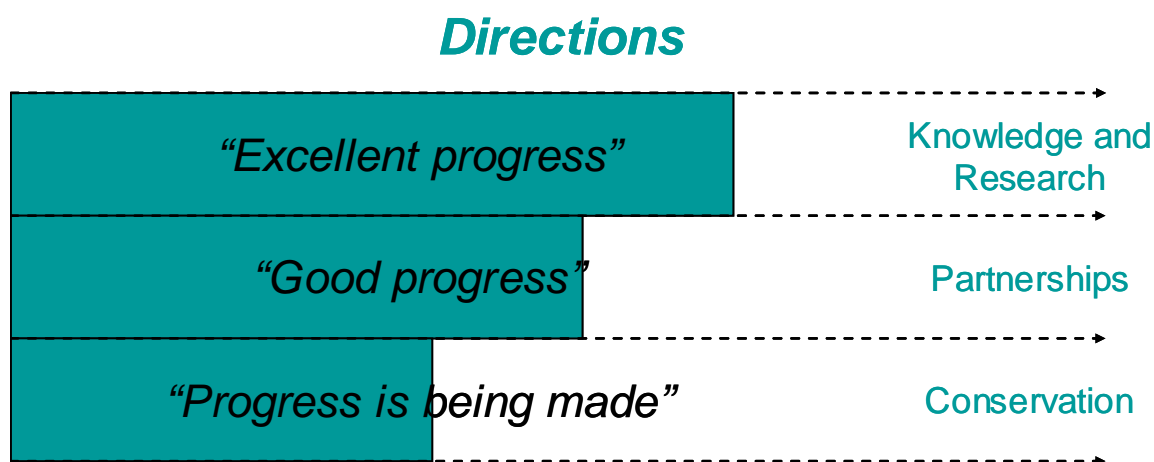 Directions
“Excellent progress”
Knowledge and
Research
“Good progress”
Partnerships
“Progress is being made”
Conservation